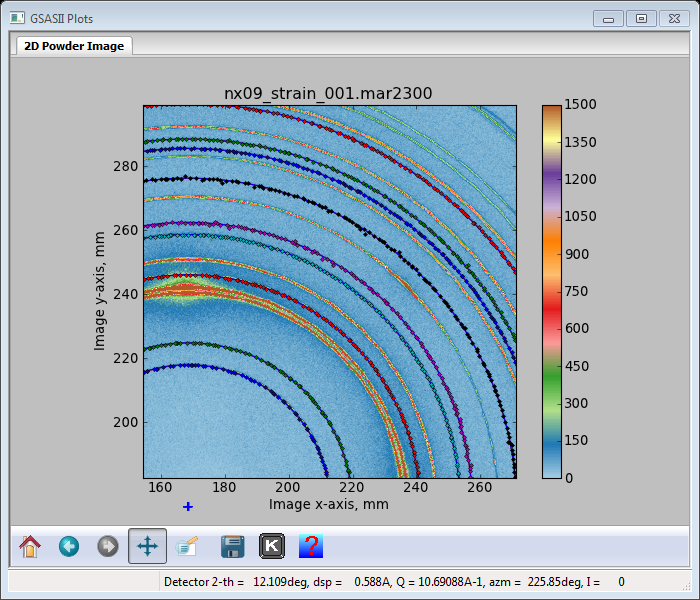 GSASII Plots
2D Powder Image
nx09_strain_001.mar2300
Image y-axis, mm
280
260
240
220
200
160 180 200 220 240 260
Image x-axis, mm
1500
1350
1200
1050
900
750
600
450
300
150
0
K ?
Detector 2-th = 12.109deg, dsp = 0.588A, Q = 10.69088A-1, azm = 225.85deg, I = 0